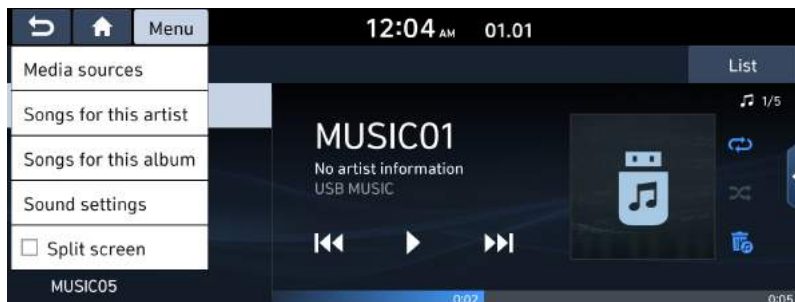 Menu
12:04 AM 01.01
List
Media sources
Songs for this artist
Songs for this album
Sound settings
Split screen
MUSIC05
1/5
MUSIC01
No artist information
USB MUSIC
0:02
0:05